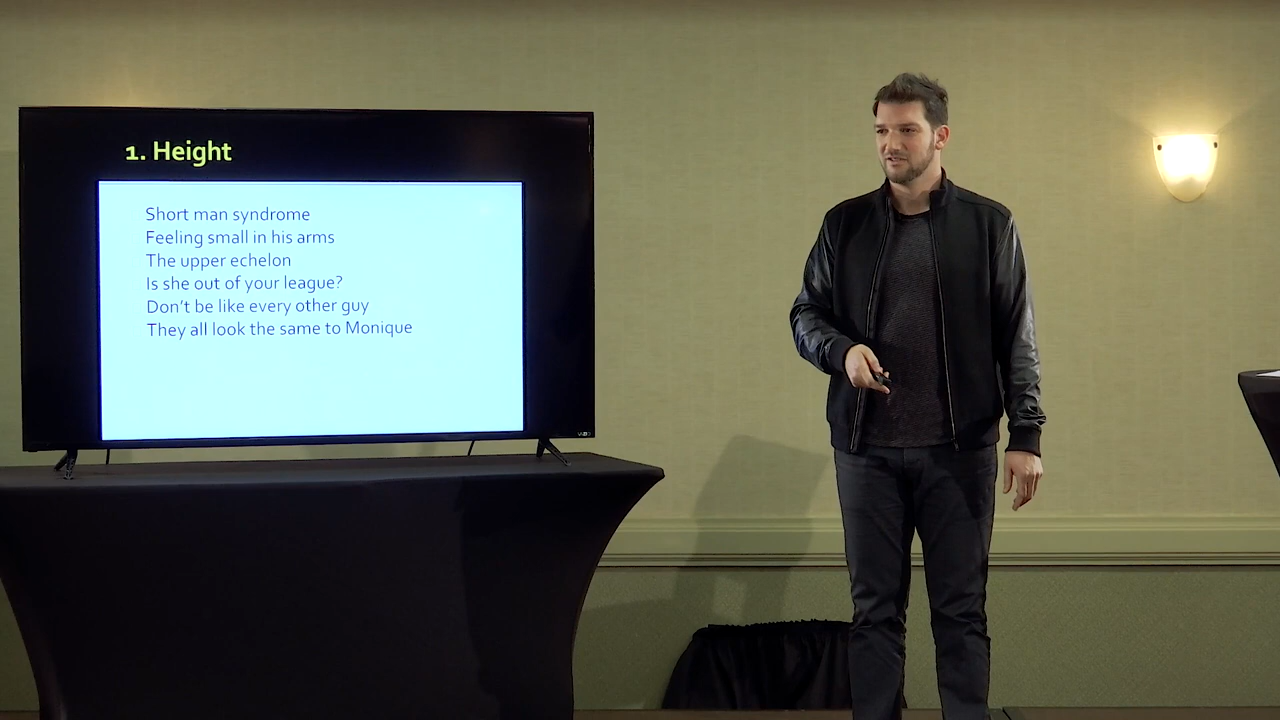 1. Height
Short man syndrome
Feeling small in his arms
The upper echelon
Is she out of your league?
Don't be like every other guy
They all look the same to Monique
VIZIO